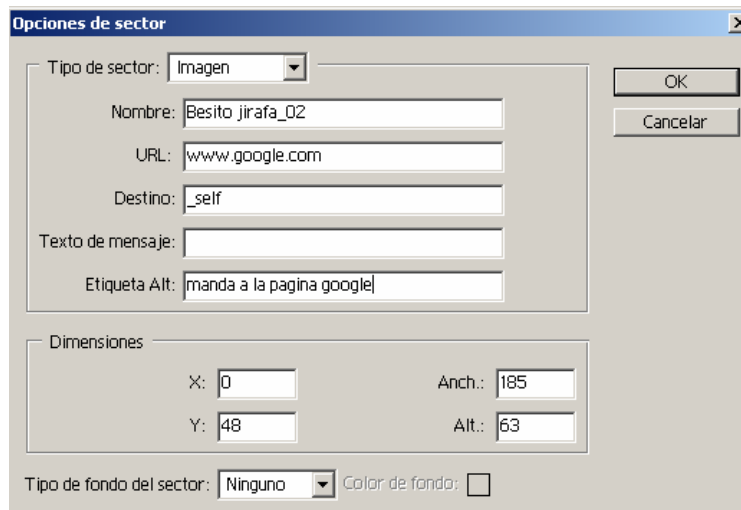 Opciones de sector
Tipo de sector: Imagen
OK
Nombre: Besito jirafa_02
Cancelar
URL: www.google.com
Destino: _self
Texto de mensaje:
Etiqueta Alt: manda a la pagina google
Dimensiones
X: 0 Anch.: 185
Y: 48 Alt.: 63
Tipo de fondo del sector: Ninguno Color de fondo: